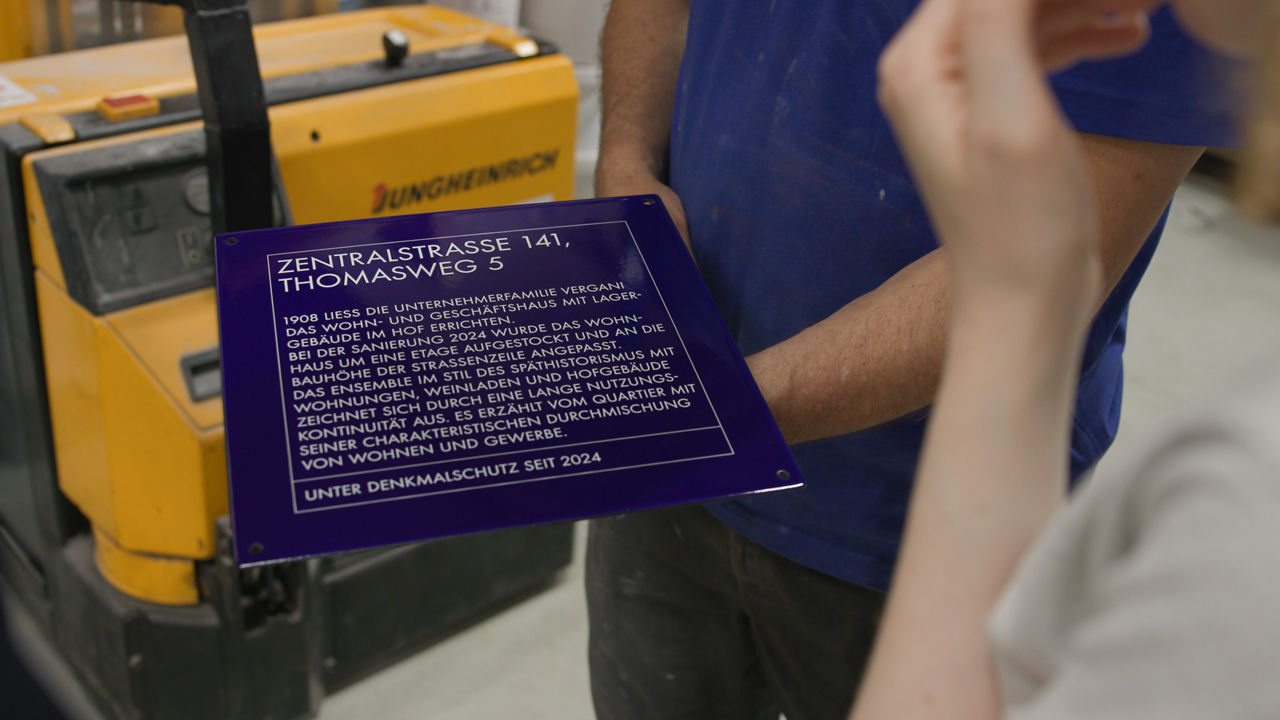 JUNGHEINRICH
ZENTRALSTRASSE 141,
THOMASWEG 5
1908 LIESS DIE UNTERNEHMERFAMILIE VERGANI
DAS WOHN- UND GESCHÄFTSHAUS MIT LAGER-
GEBÄUDE IM HOF ERRICHTEN.
BEI DER SANIERUNG 2024 WURDE DAS WOHN-
HAUS UM EINE ETAGE AUFGESTOCKT UND AN DIE
BAUHÖHE DER STRASSENZEILE ANGEPASST.
DAS ENSEMBLE IM STIL DES SPÄTHISTORISMUS MIT
WOHNUNGEN, WEINLADEN UND HOFGEBÄUDE
ZEICHNET SICH DURCH EINE LANGE NUTZUNGS-
KONTINUITÄT AUS. ES ERZÄHLT VOM QUARTIER MIT
SEINER CHARAKTERISTISCHEN DURCHMISCHUNG
VON WOHNEN UND GEWERBE.
UNTER DENKMALSCHUTZ SEIT 2024